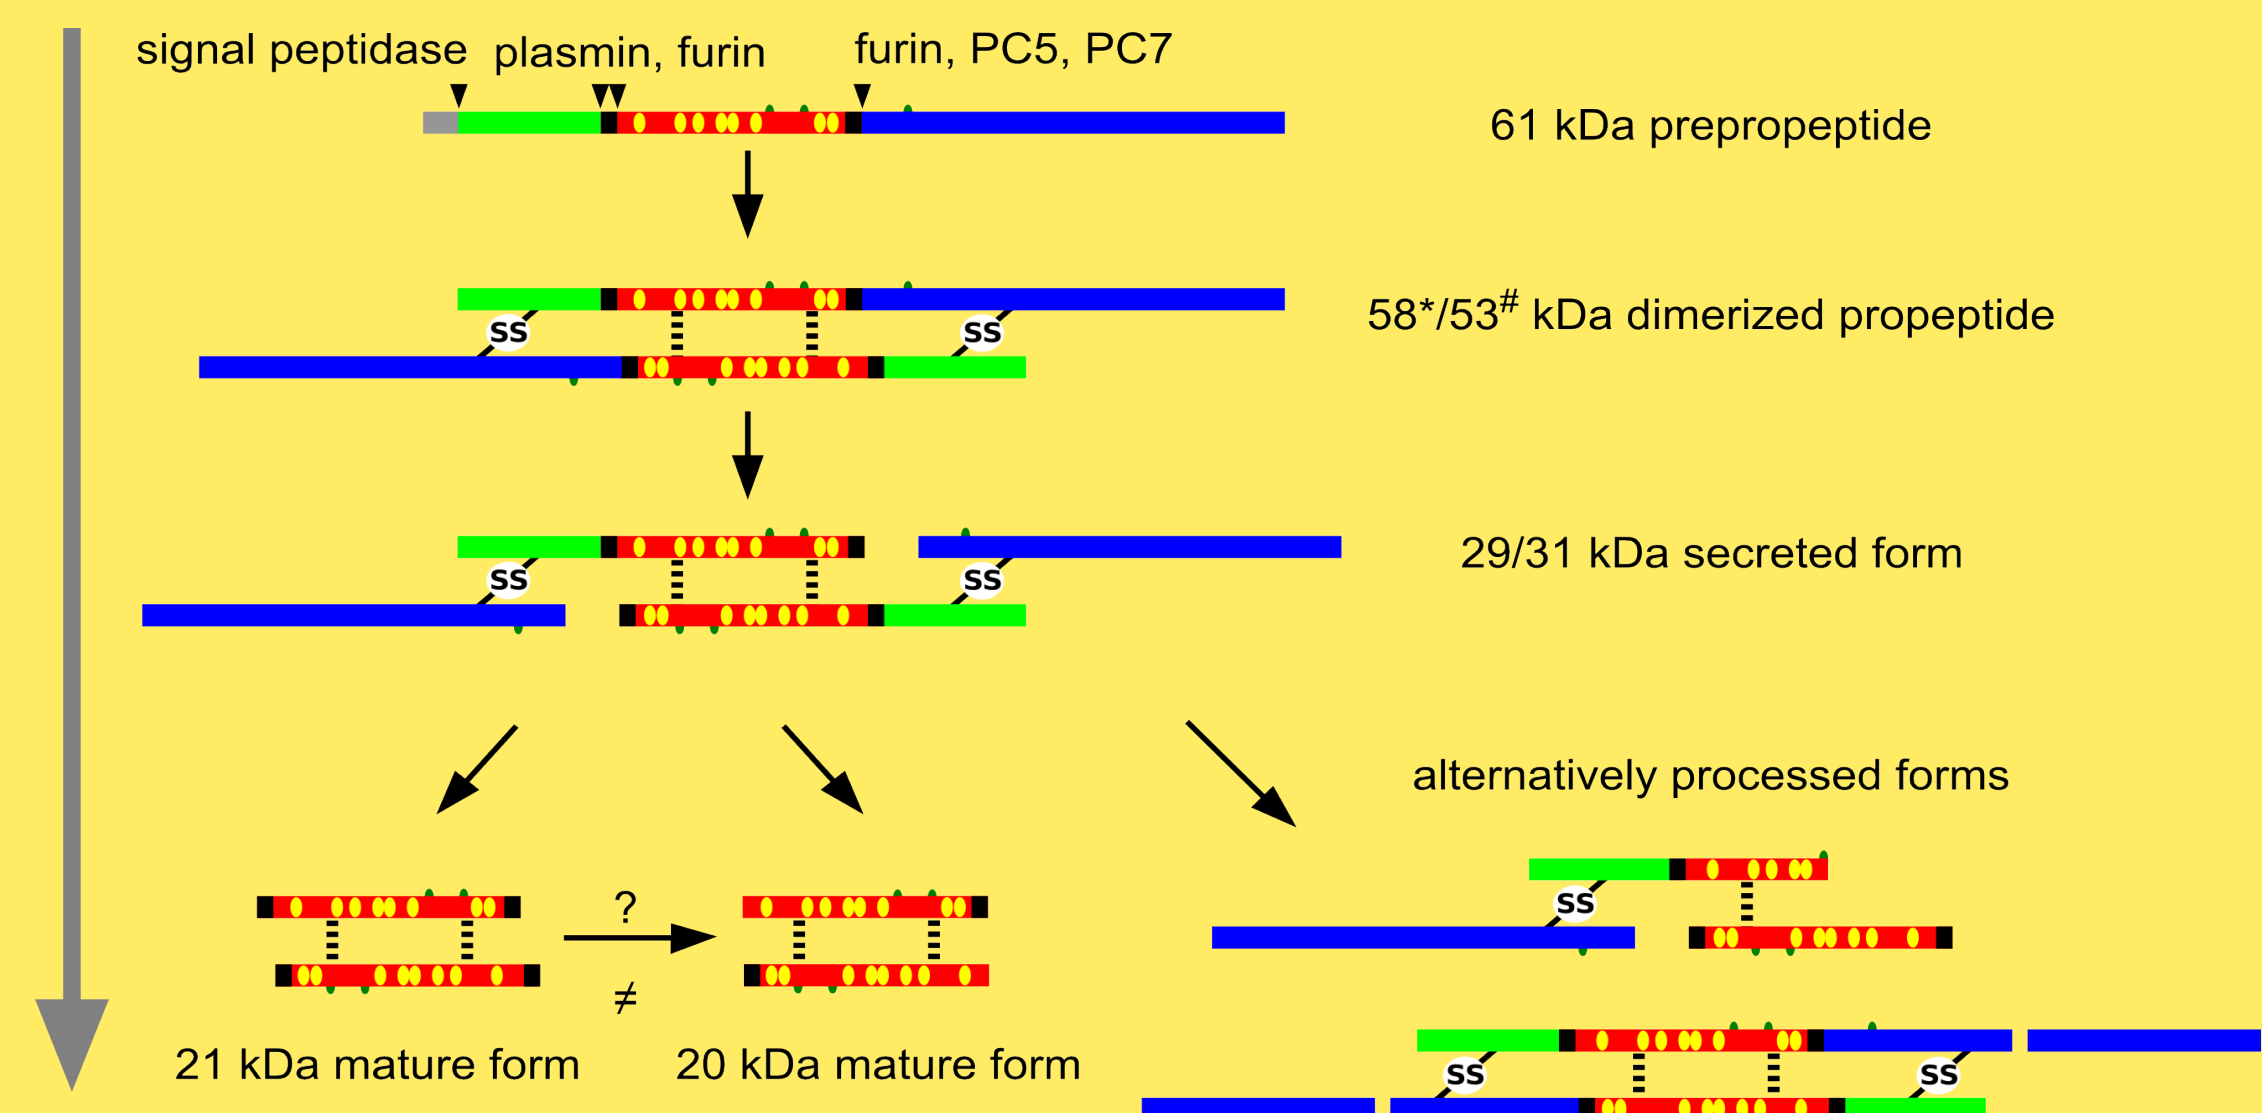 signal peptidase
plasmin, furin
furin, PC5, PC7
61 kDa prepropeptide
58*/53# kDa dimerized propeptide
SS
SS
29/31 kDa secreted form
SS
SS
alternatively processed forms
SS
?
≠
21 kDa mature form
20 kDa mature form
SS
SS